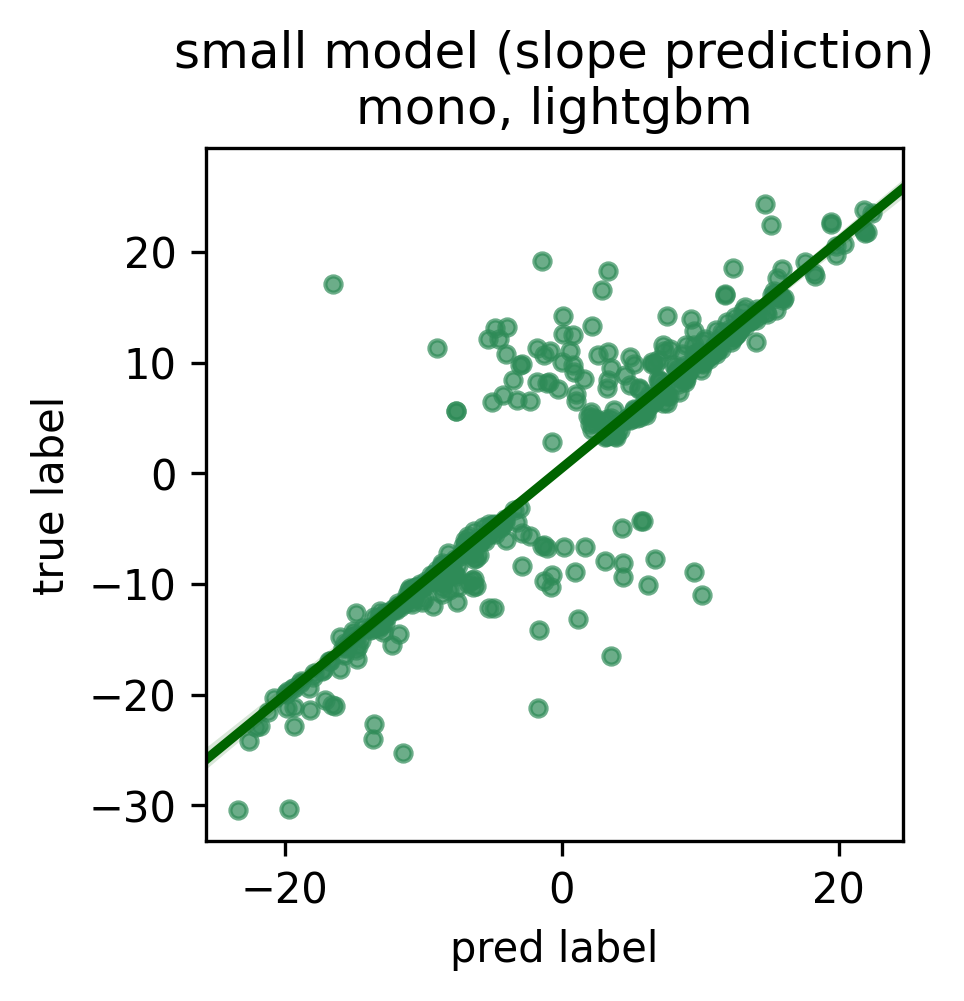 small model (slope prediction)
mono, lightgbm
20
10
0
−10
−20
−30
true label
−20
0
20
pred label